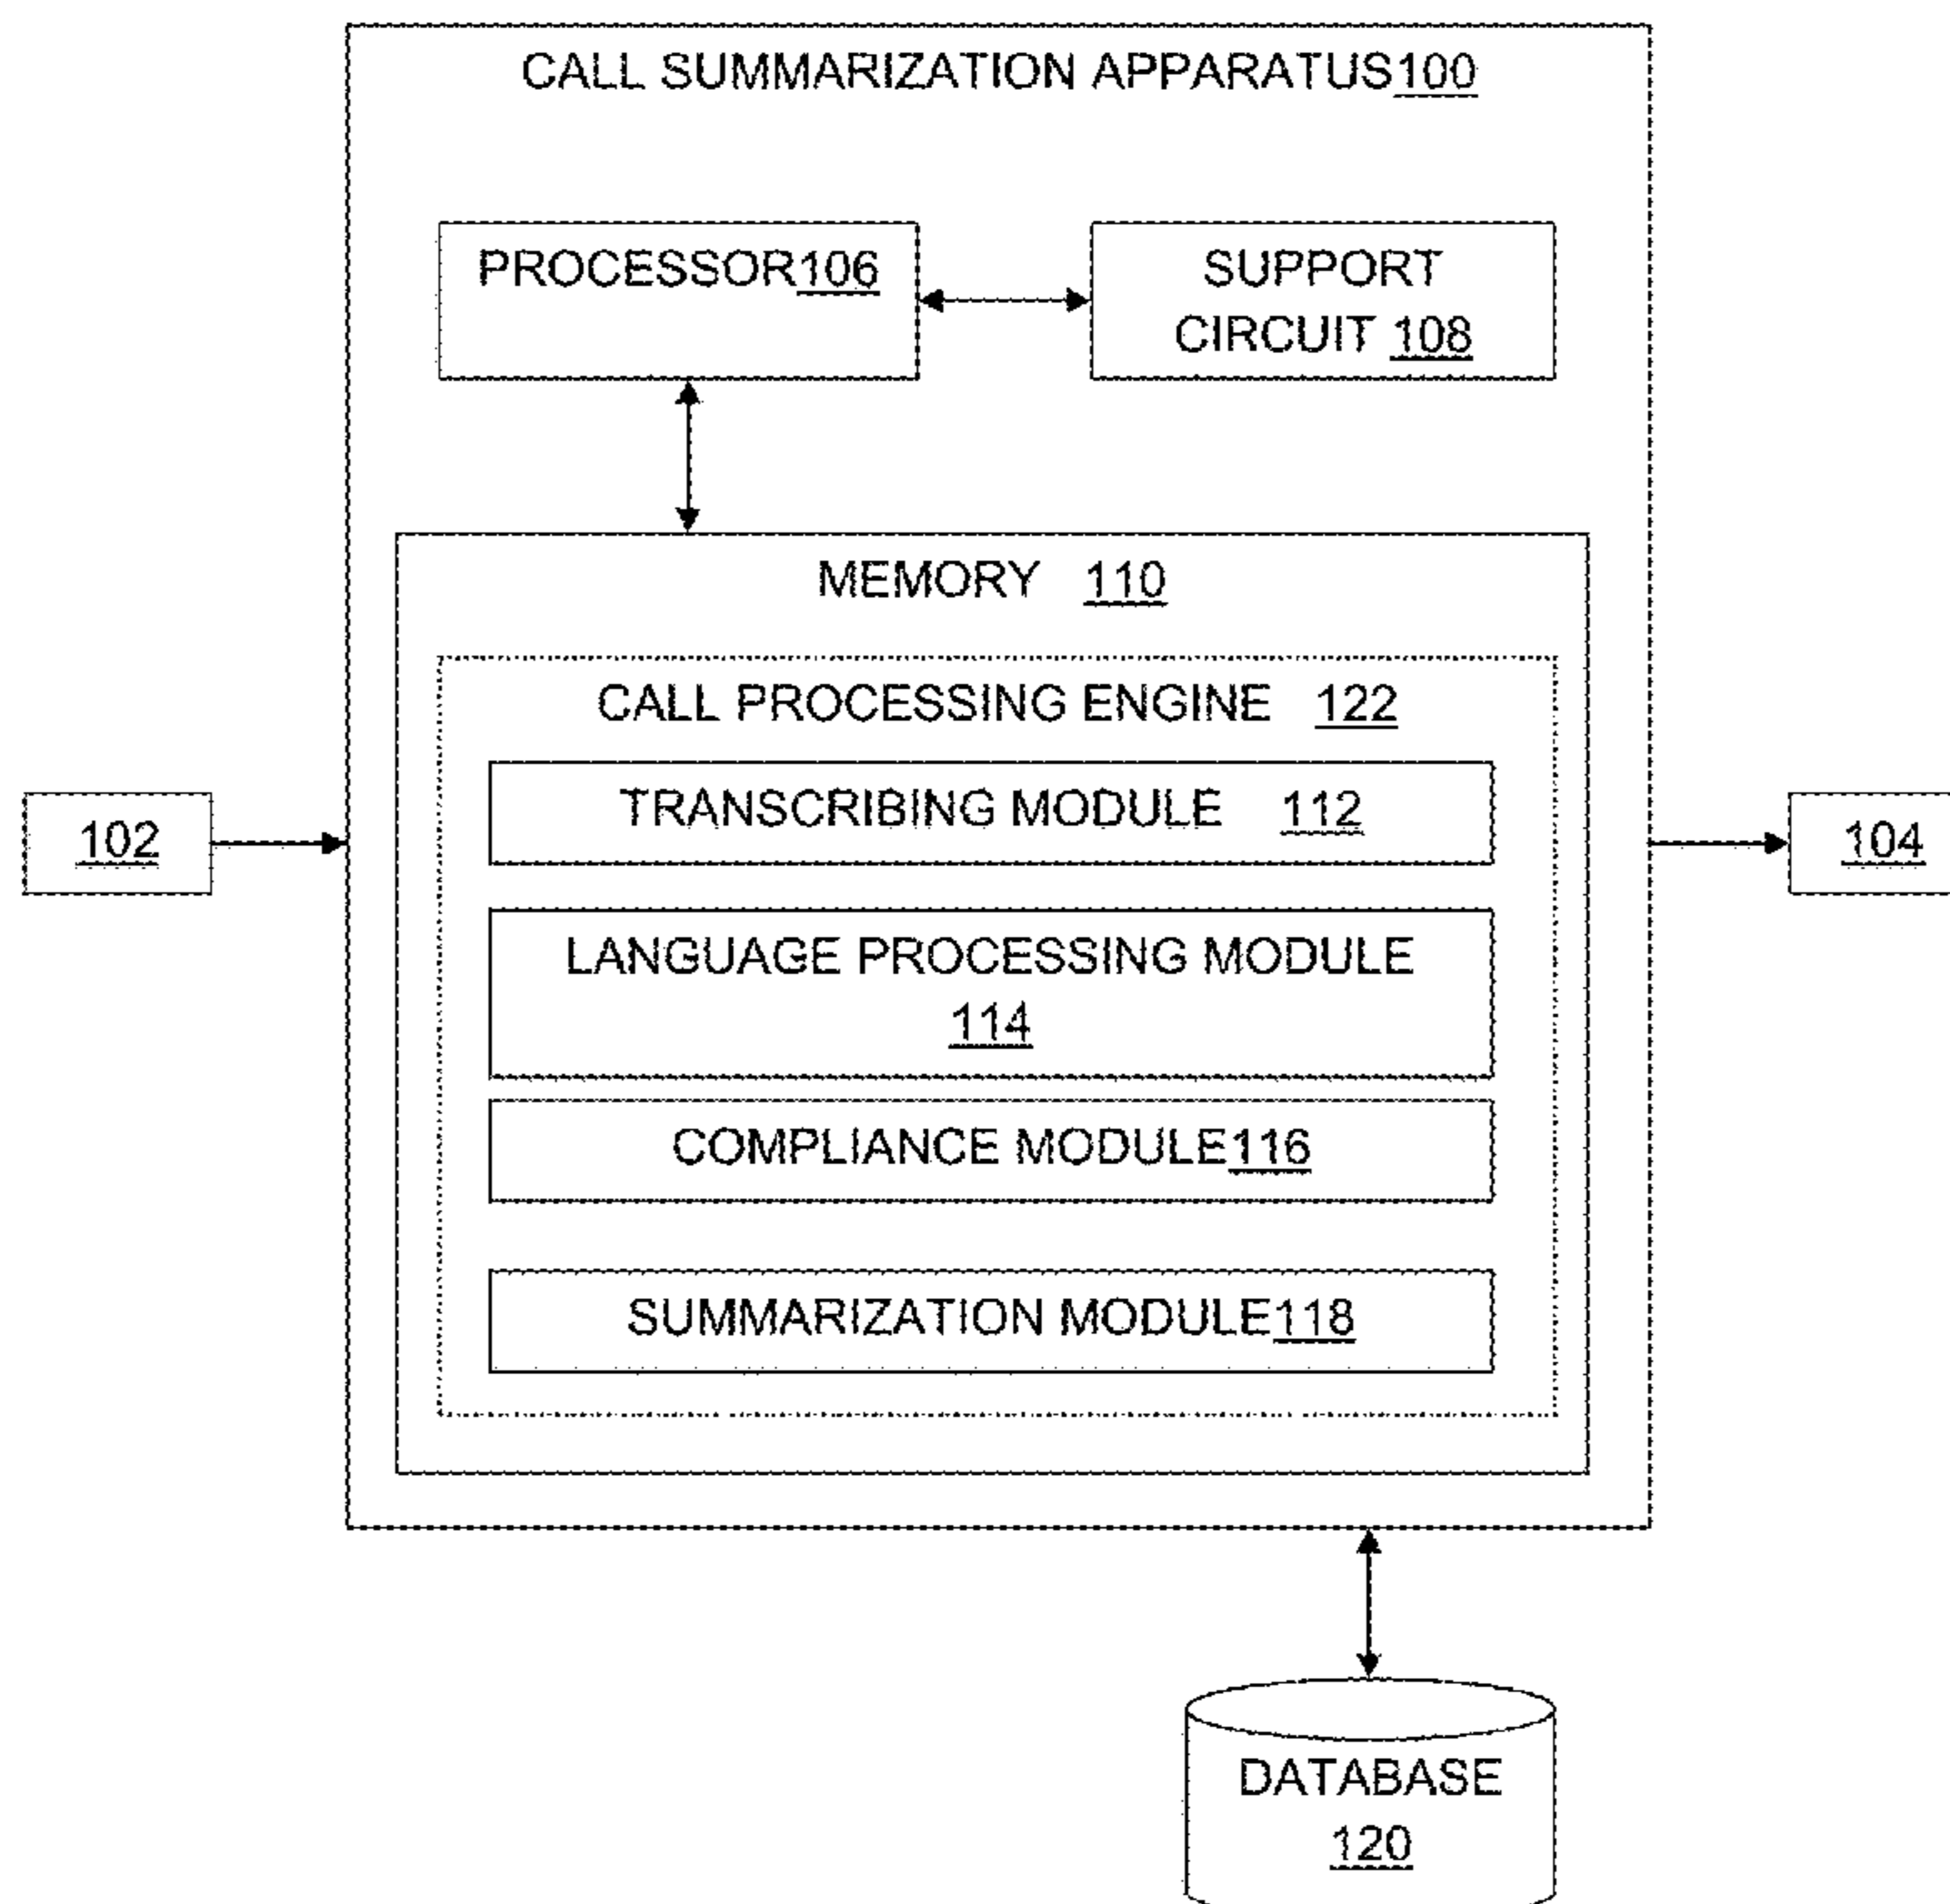 CALL SUMMARIZATION APPARATUS100
PROCESSOR106
SUPPORT
CIRCUIT 108
MEMORY 110
CALL PROCESSING ENGINE 122
TRANSCRIBING MODULE 112
102
104
LANGUAGE PROCESSING MODULE
114
COMPLIANCE MODULE116
SUMMARIZATION MODULE118
DATABASE
120